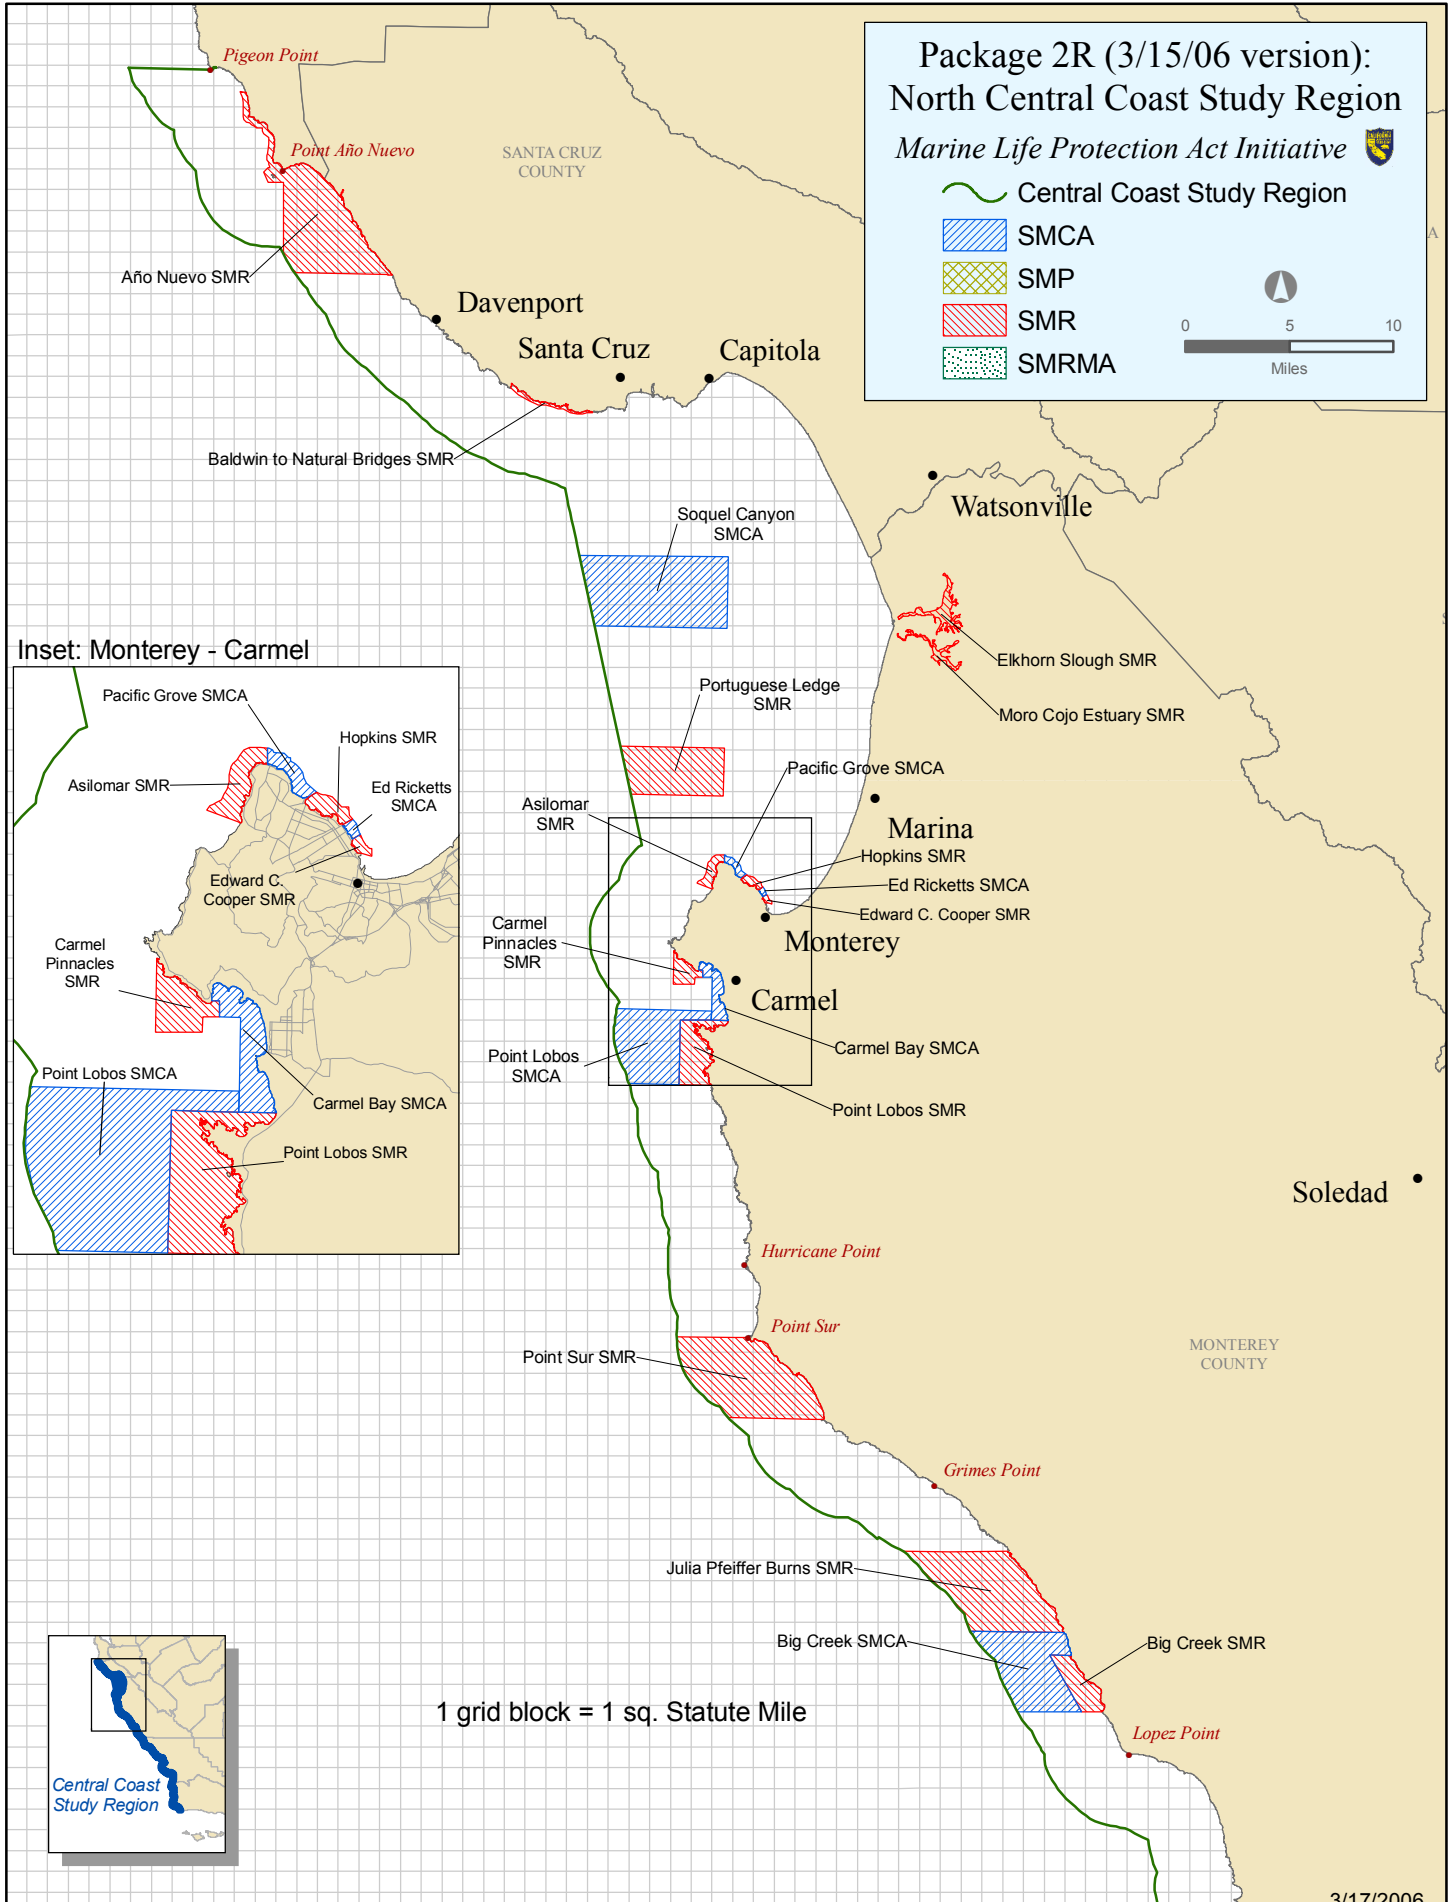 Package 2R (3/15/06 version):
North Central Coast Study Region
Marine Life Protection Act Initiative
Central Coast Study Region
SMCA
SMP
SMR
SMRMA
0 5 10
Miles
A
Pigeon Point
Point Año Nuevo
SANTA CRUZ
COUNTY
Año Nuevo SMR
Davenport
Santa Cruz
Capitola
Baldwin to Natural Bridges SMR
Watsonville
Soquel Canyon
SMCA
Elkhorn Slough SMR
Moro Cojo Estuary SMR
Portuguese Ledge
SMR
Pacific Grove SMCA
Asilomar
SMR
Marina
Hopkins SMR
Ed Ricketts SMCA
Edward C. Cooper SMR
Monterey
Carmel
Pinnacles
SMR
Carmel
Carmel Bay SMCA
Point Lobos
SMCA
Point Lobos SMR
Inset: Monterey - Carmel
Pacific Grove SMCA
Hopkins SMR
Asilomar SMR
Ed Ricketts
SMCA
Edward C.
Cooper SMR
Carmel
Pinnacles
SMR
Point Lobos SMCA
Carmel Bay SMCA
Point Lobos SMR
Soledad
Hurricane Point
Point Sur
Point Sur SMR
MONTEREY
COUNTY
Grimes Point
Julia Pfeiffer Burns SMR
Big Creek SMCA
Big Creek SMR
1 grid block = 1 sq. Statute Mile
Lopez Point
Central Coast
Study Region
3/17/2006